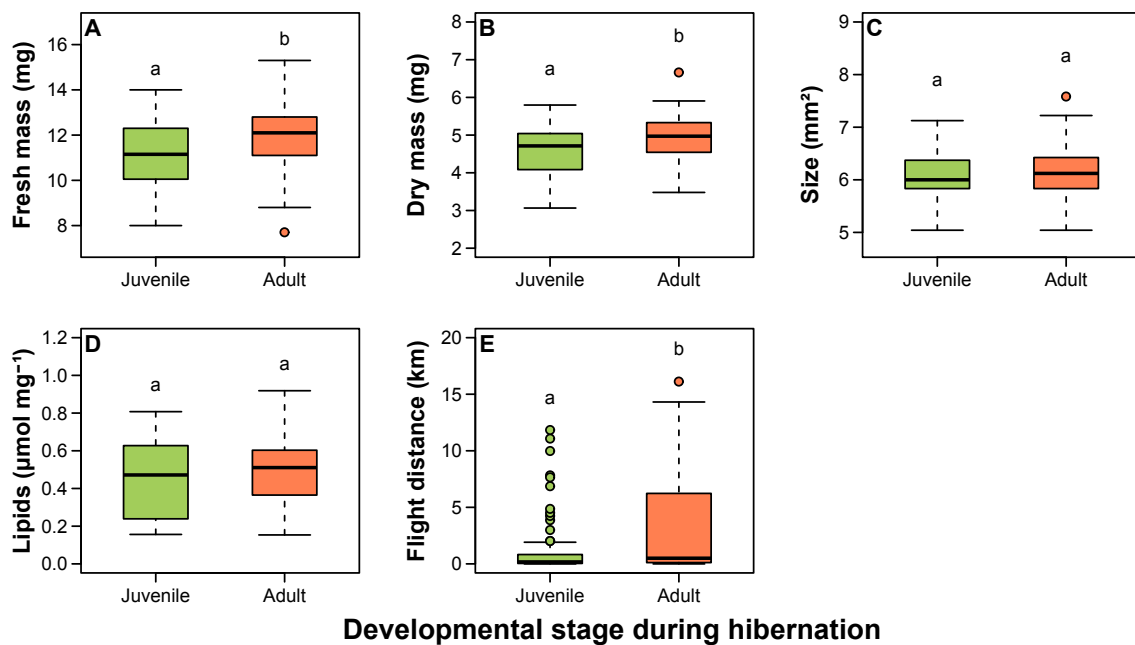 A
Fresh mass (mg)
16
14
12
10
8
a
b
Juvenile
Adult
B
Dry mass (mg)
8
7
6
5
4
3
2
a
b
Juvenile
Adult
C
Size (mm²)
9
8
7
6
5
a
a
Juvenile
Adult
D
Lipids (µmol mg⁻¹)
1.2
1.0
0.8
0.6
0.4
0.2
0.0
a
a
Juvenile
Adult
E
Flight distance (km)
20
15
10
5
0
a
b
Juvenile
Adult
Developmental stage during hibernation